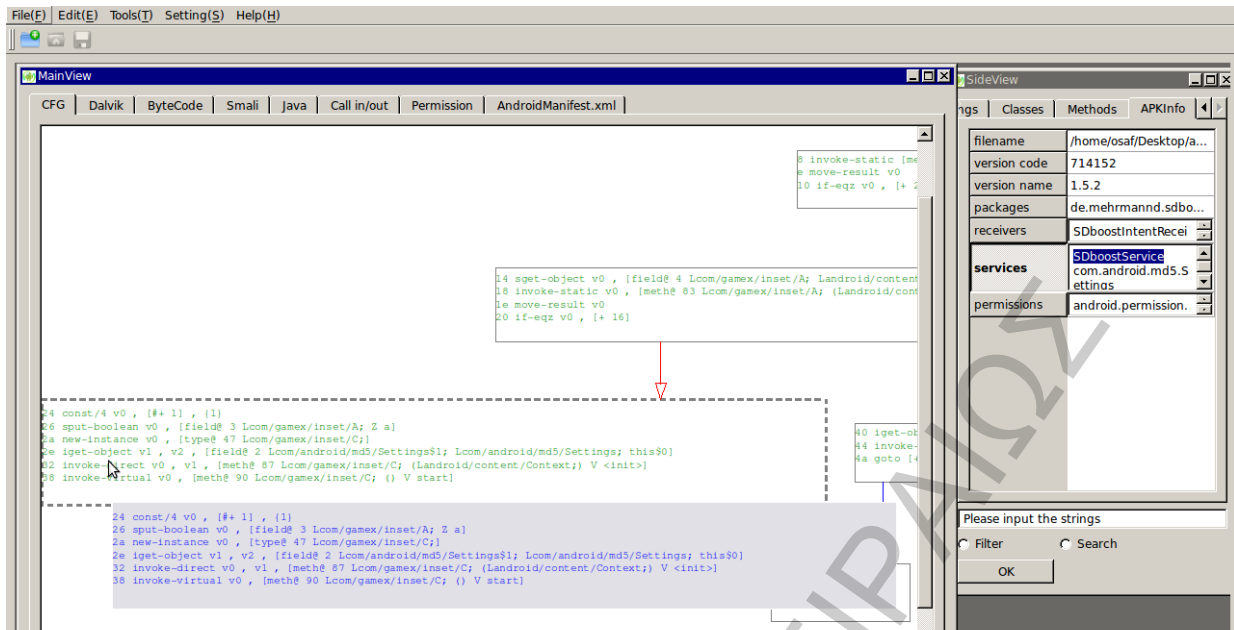 File(F) Edit(E) Tools(T) Setting(S) Help(H)
MainView
CFG Dalvik ByteCode Smali Java Call in/out Permission AndroidManifest.xml
8 invoke-static [me
e move-result v0
10 if-eqz v0 , [+ 2
14 sget-object v0 , [field@ 4 Lcom/gamex/inset/A; Landroid/content
18 invoke-static v0 , [meth@ 83 Lcom/gamex/inset/A; (Landroid/cont
1e move-result v0
20 if-eqz v0 , [+ 16]
24 const/4 v0 , [#+ 1] , {1}
26 sput-boolean v0 , [field@ 3 Lcom/gamex/inset/A; Z a]
2a new-instance v0 , [type@ 47 Lcom/gamex/inset/C;]
2e iget-object v1 , v2 , [field@ 2 Lcom/android/md5/Settings$1; Lcom/android/md5/Settings; this$0]
32 invoke-direct v0 , v1 , [meth@ 87 Lcom/gamex/inset/C; (Landroid/content/Context;) V <init>]
38 invoke-virtual v0 , [meth@ 90 Lcom/gamex/inset/C; () V start]
40 iget-ob
44 invoke-
4a goto [+
24 const/4 v0 , [#+ 1] , {1}
26 sput-boolean v0 , [field@ 3 Lcom/gamex/inset/A; Z a]
2a new-instance v0 , [type@ 47 Lcom/gamex/inset/C;]
2e iget-object v1 , v2 , [field@ 2 Lcom/android/md5/Settings$1; Lcom/android/md5/Settings; this$0]
32 invoke-direct v0 , v1 , [meth@ 87 Lcom/gamex/inset/C; (Landroid/content/Context;) V <init>]
38 invoke-virtual v0 , [meth@ 90 Lcom/gamex/inset/C; () V start]
SideView
ngs Classes Methods APKInfo
filename /home/osaf/Desktop/a...
version code 714152
version name 1.5.2
packages de.mehrmannd.sdbo...
receivers SDboostIntentRecei
services SDboostService
com.android.md5.S
ettings
permissions android.permission.
Please input the strings
Filter Search
OK
ΕΙΡΑΙΩΣ